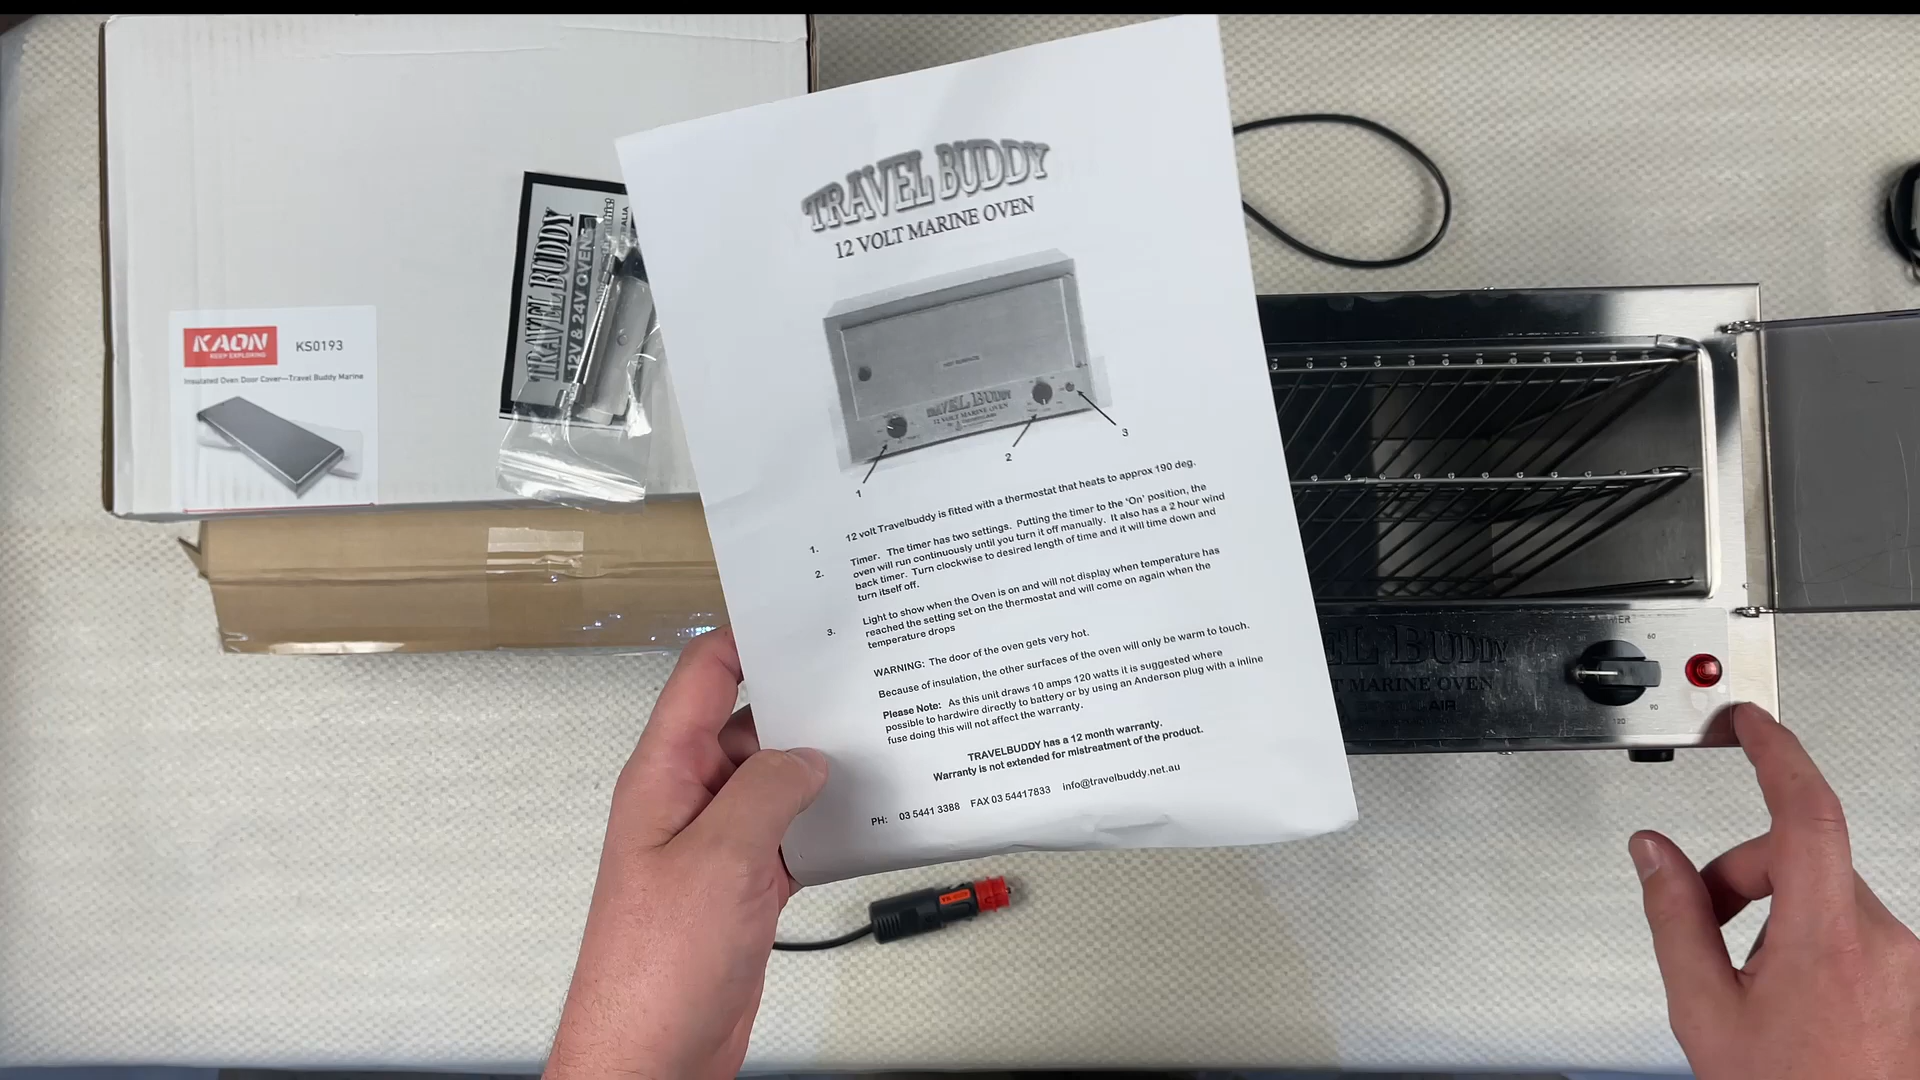 KAON
KEEP EXPLORING
KS0193
Insulated Oven Door Cover—Travel Buddy Marine
TRAVEL BUDDY
12V & 24V OVENS
TRAVEL BUDDY
12 VOLT MARINE OVEN
1
2
3
1. 12 volt Travelbuddy is fitted with a thermostat that heats to approx 190 deg.
2. Timer. The timer has two settings. Putting the timer to the ‘On’ position, the
oven will run continuously until you turn it off manually. It also has a 2 hour wind
back timer. Turn clockwise to desired length of time and it will time down and
turn itself off.
3. Light to show when the Oven is on and will not display when temperature has
reached the setting set on the thermostat and will come on again when the
temperature drops
WARNING: The door of the oven gets very hot.
Because of insulation, the other surfaces of the oven will only be warm to touch.
Please Note: As this unit draws 10 amps 120 watts it is suggested where
possible to hardwire directly to battery or by using an Anderson plug with a inline
fuse doing this will not affect the warranty.
TRAVELBUDDY has a 12 month warranty.
Warranty is not extended for mistreatment of the product.
PH: 03 5441 3388 FAX 03 54417833 info@travelbuddy.net.au
60
90
120
BUDDY
MARINE OVEN